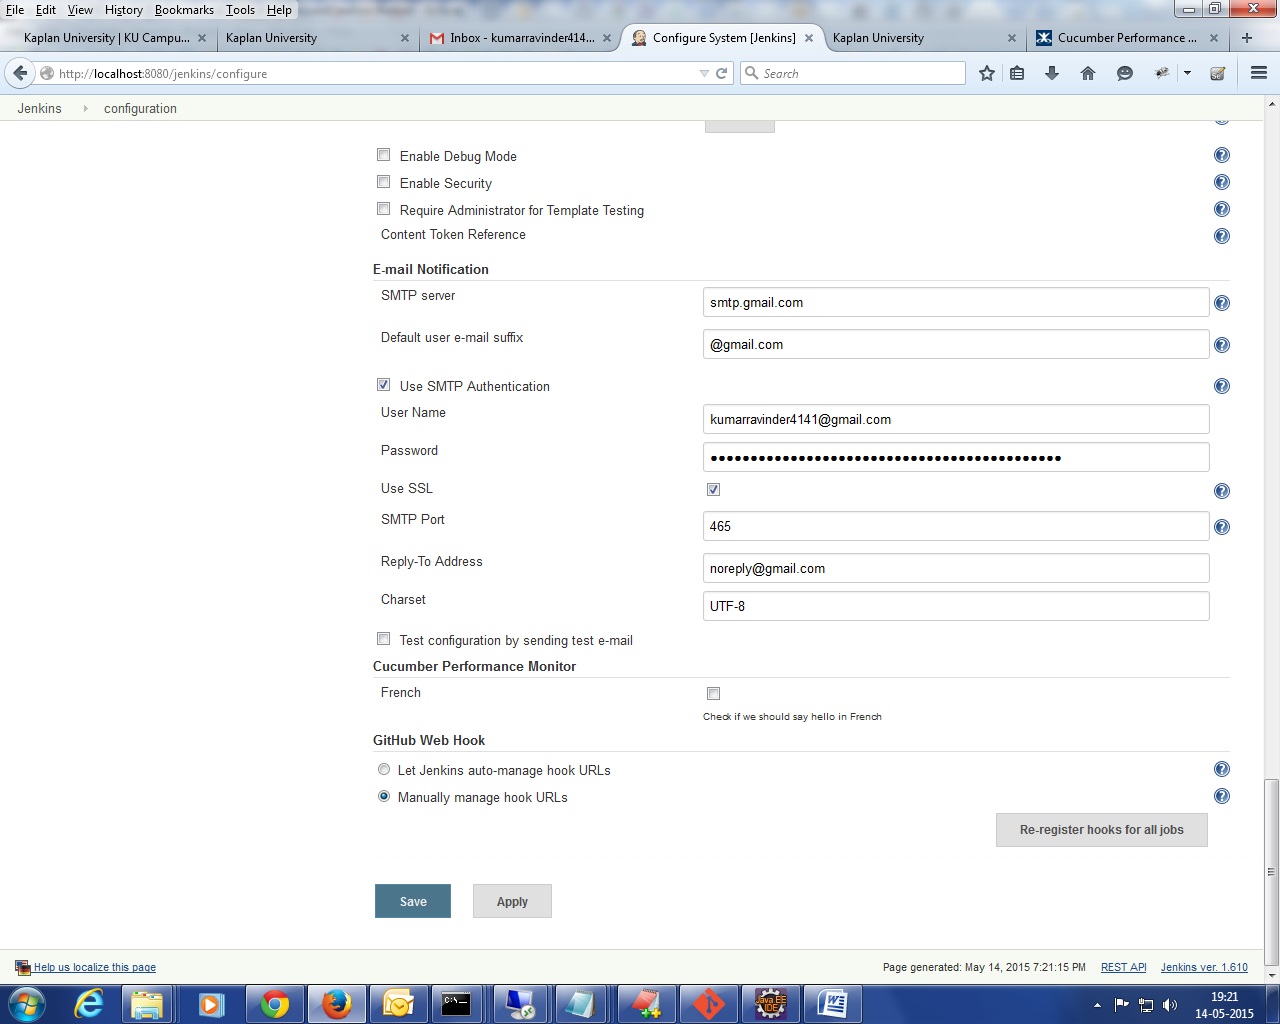 File Edit View History Bookmarks Tools Help
Kaplan University | KU Campu... Kaplan University Inbox - kumarravinder414... Configure System [Jenkins] Kaplan University Cucumber Performance ...
http://localhost:8080/jenkins/configure Search
Jenkins configuration
Enable Debug Mode
Enable Security
Require Administrator for Template Testing
Content Token Reference
E-mail Notification
SMTP server smtp.gmail.com
Default user e-mail suffix @gmail.com
Use SMTP Authentication
User Name kumarravinder4141@gmail.com
Password
Use SSL
SMTP Port 465
Reply-To Address noreply@gmail.com
Charset UTF-8
Test configuration by sending test e-mail
Cucumber Performance Monitor
French
Check if we should say hello in French
GitHub Web Hook
Let Jenkins auto-manage hook URLs
Manually manage hook URLs
Re-register hooks for all jobs
Save Apply
Help us localize this page Page generated: May 14, 2015 7:21:15 PM REST API Jenkins ver. 1.610
Java EE
IDE
19:21
14-05-2015